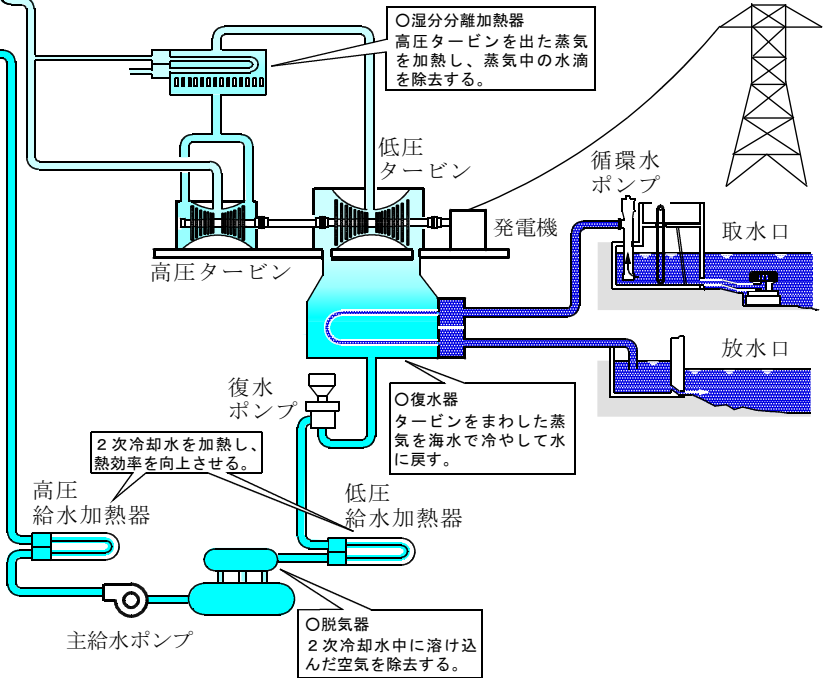 ○湿分分離加熱器
高圧タービンを出た蒸気
を加熱し、蒸気中の水滴
を除去する。
低圧
タービン
循環水
ポンプ
発電機
取水口
高圧タービン
放水口
復水
ポンプ
○復水器
タービンをまわした蒸
気を海水で冷やして水
に戻す。
2次冷却水を加熱し、
熱効率を向上させる。
高圧
給水加熱器
低圧
給水加熱器
主給水ポンプ
○脱気器
2次冷却水中に溶け込
んだ空気を除去する。